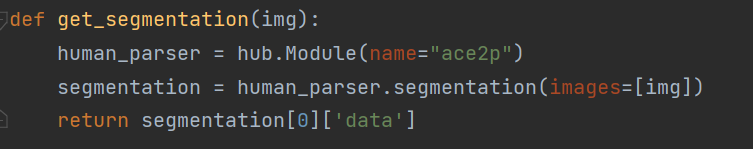 def get_segmentation(img):
    human_parser = hub.Module(name="ace2p")
    segmentation = human_parser.segmentation(images=[img])
    return segmentation[0]['data']